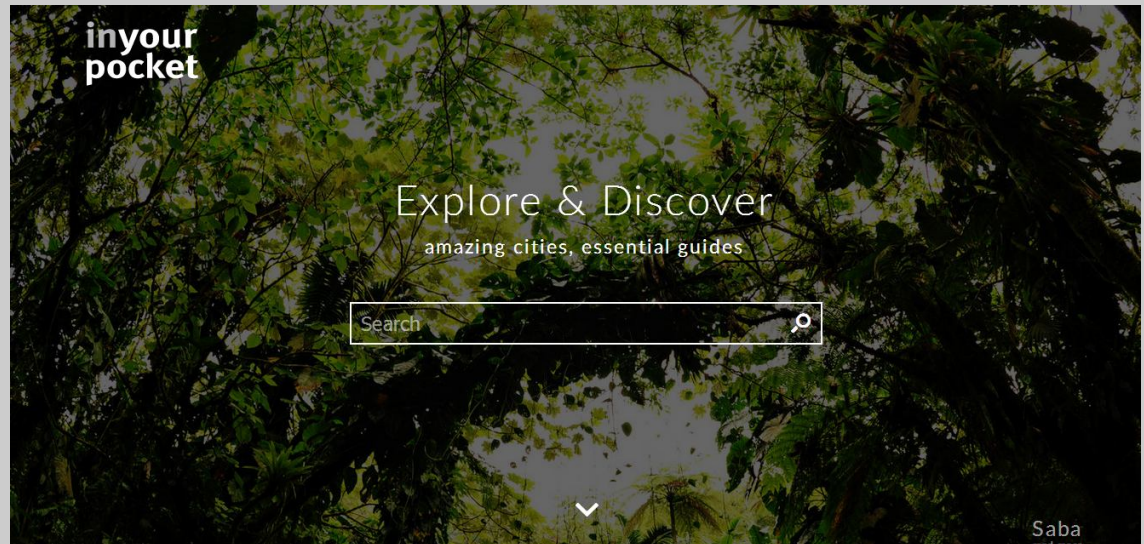 inyour
pocket
Explore & Discover
amazing cities, essential guides
Search
Saba